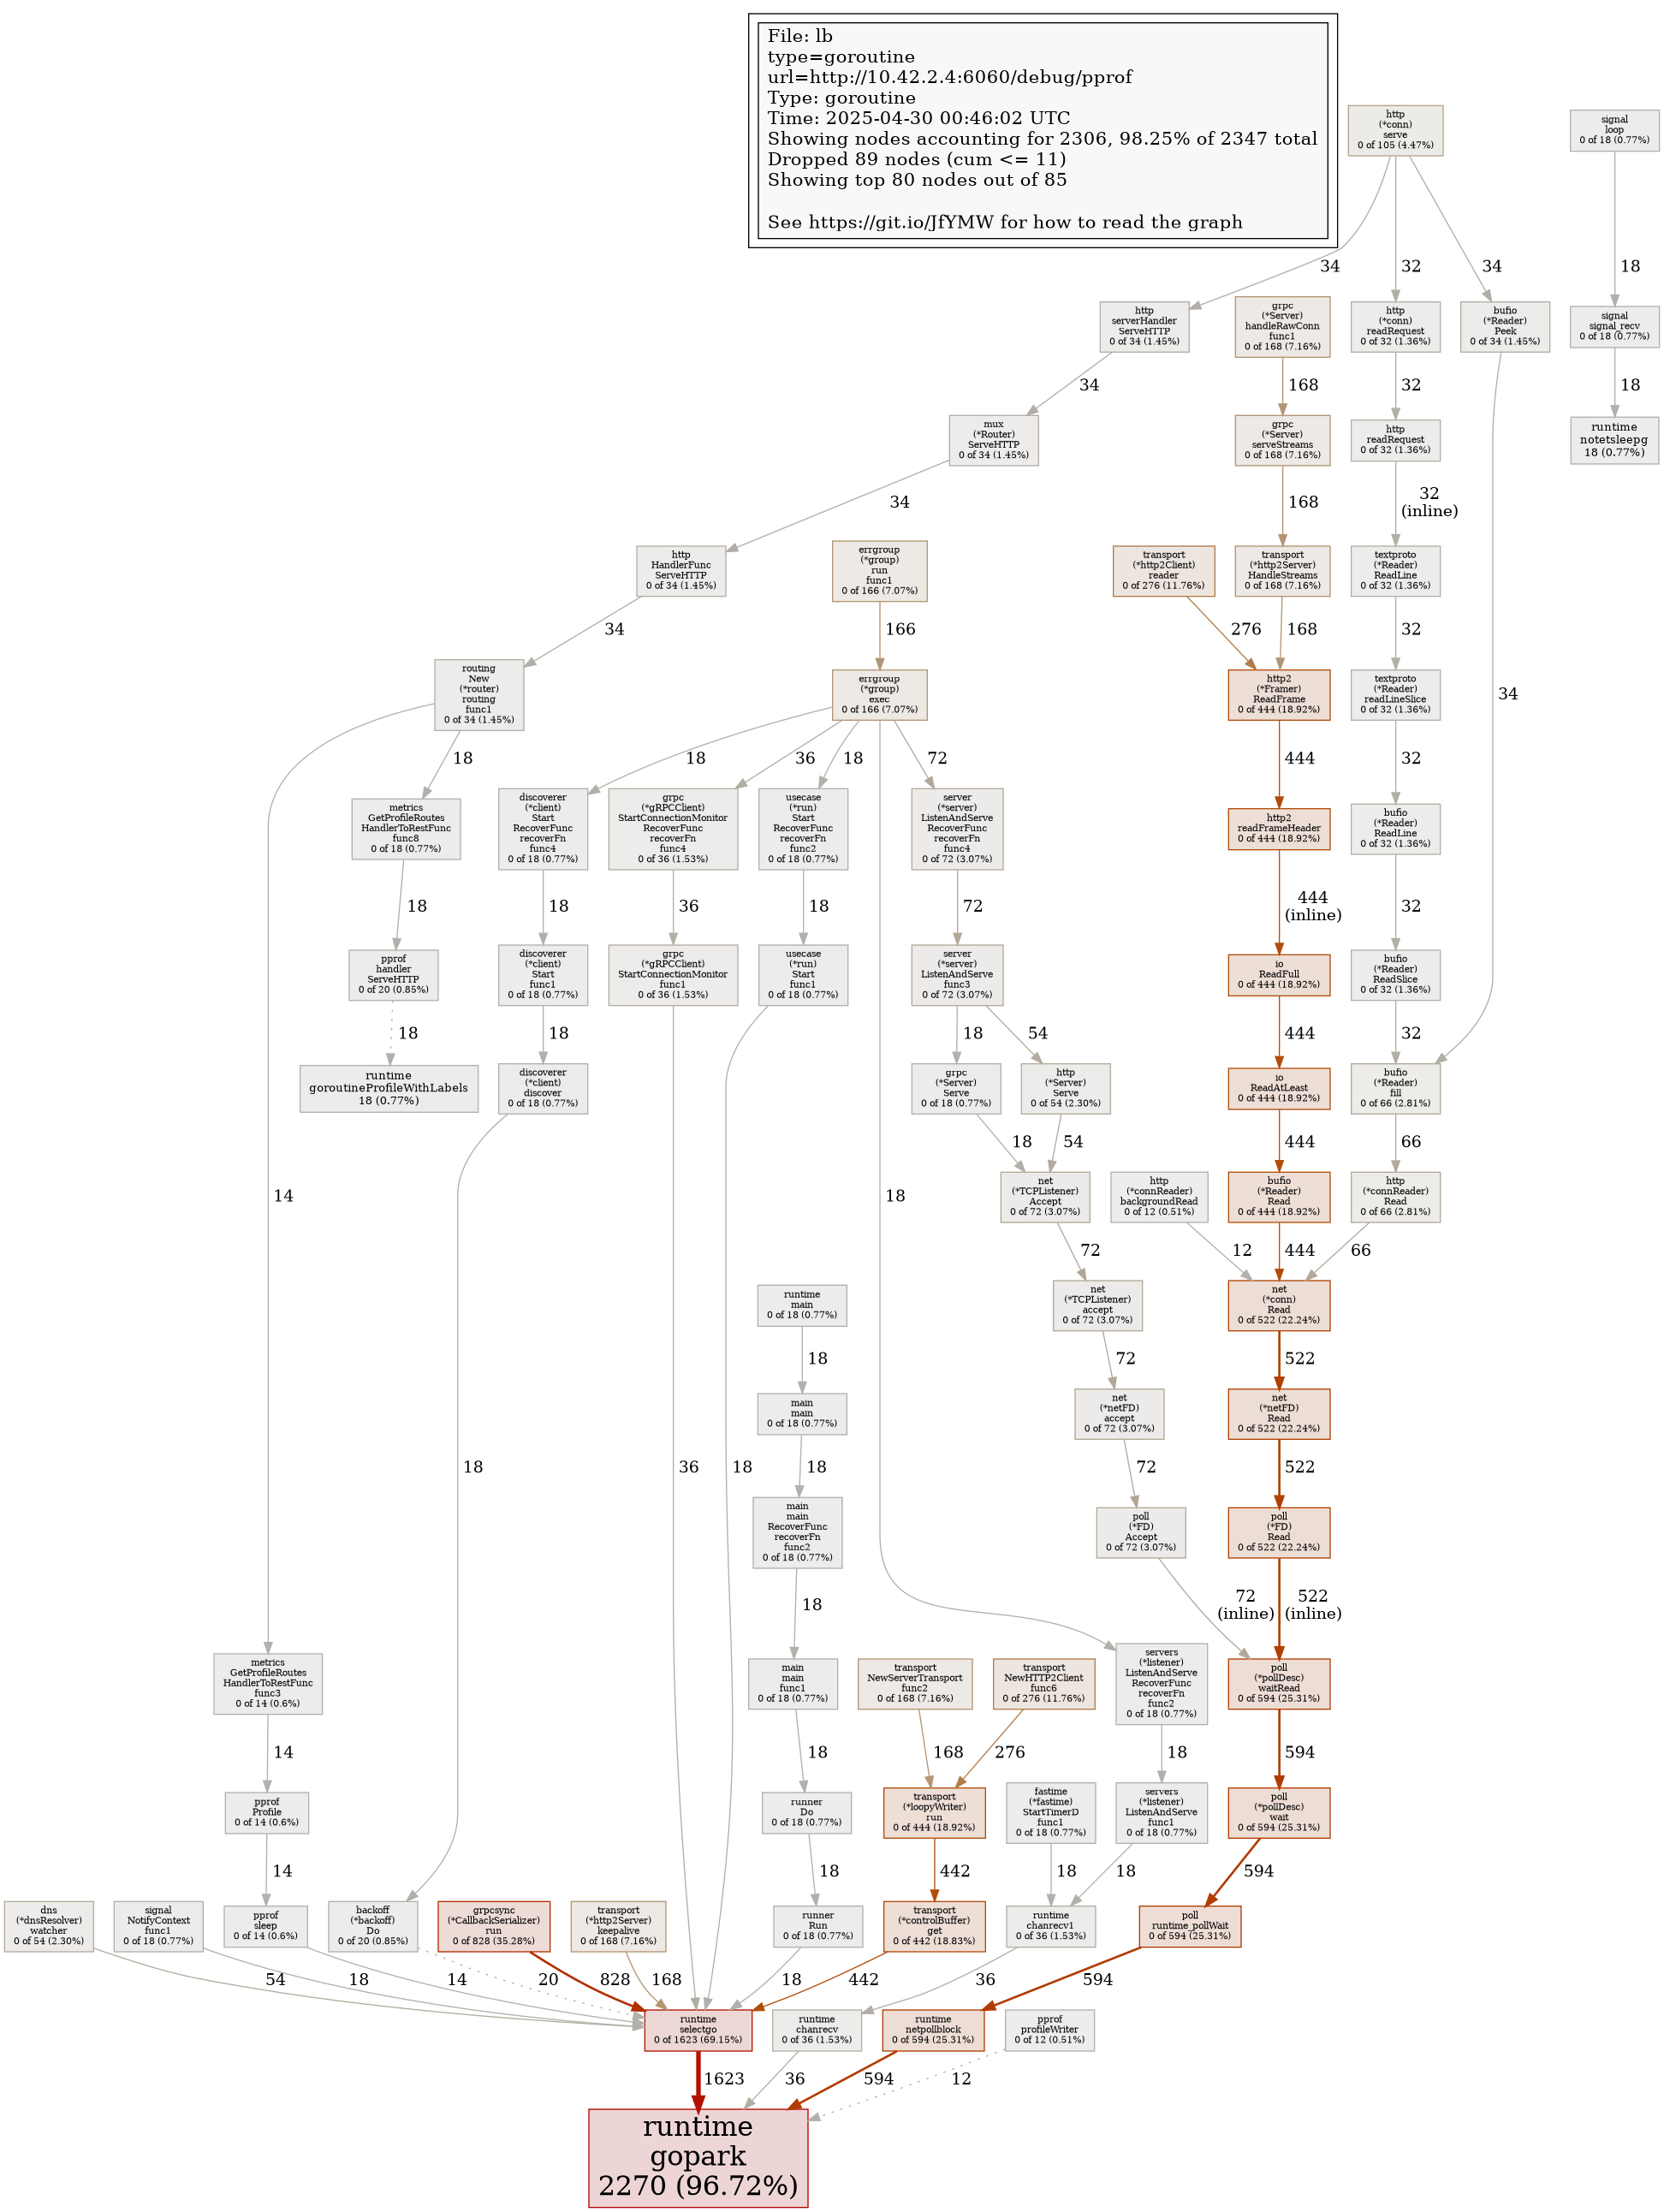 File: lb
type=goroutine
url=http://10.42.2.4:6060/debug/pprof
Type: goroutine
Time: 2025-04-30 00:46:02 UTC
Showing nodes accounting for 2306, 98.25% of 2347 total
Dropped 89 nodes (cum <= 11)
Showing top 80 nodes out of 85
See https://git.io/JfYMW for how to read the graph
http
(*conn)
serve
0 of 105 (4.47%)
signal
loop
0 of 18 (0.77%)
34
32
34
18
http
serverHandler
ServeHTTP
0 of 34 (1.45%)
grpc
(*Server)
handleRawConn
func1
0 of 168 (7.16%)
http
(*conn)
readRequest
0 of 32 (1.36%)
bufio
(*Reader)
Peek
0 of 34 (1.45%)
signal
signal_recv
0 of 18 (0.77%)
34
168
32
18
mux
(*Router)
ServeHTTP
0 of 34 (1.45%)
grpc
(*Server)
serveStreams
0 of 168 (7.16%)
http
readRequest
0 of 32 (1.36%)
runtime
notetsleepg
18 (0.77%)
34
168
32
(inline)
http
HandlerFunc
ServeHTTP
0 of 34 (1.45%)
errgroup
(*group)
run
func1
0 of 166 (7.07%)
transport
(*http2Client)
reader
0 of 276 (11.76%)
transport
(*http2Server)
HandleStreams
0 of 168 (7.16%)
textproto
(*Reader)
ReadLine
0 of 32 (1.36%)
34
166
276
168
32
34
routing
New
(*router)
routing
func1
0 of 34 (1.45%)
errgroup
(*group)
exec
0 of 166 (7.07%)
http2
(*Framer)
ReadFrame
0 of 444 (18.92%)
textproto
(*Reader)
readLineSlice
0 of 32 (1.36%)
18
18
36
18
72
444
32
metrics
GetProfileRoutes
HandlerToRestFunc
func8
0 of 18 (0.77%)
discoverer
(*client)
Start
RecoverFunc
recoverFn
func4
0 of 18 (0.77%)
grpc
(*gRPCClient)
StartConnectionMonitor
RecoverFunc
recoverFn
func4
0 of 36 (1.53%)
usecase
(*run)
Start
RecoverFunc
recoverFn
func2
0 of 18 (0.77%)
server
(*server)
ListenAndServe
RecoverFunc
recoverFn
func4
0 of 72 (3.07%)
http2
readFrameHeader
0 of 444 (18.92%)
bufio
(*Reader)
ReadLine
0 of 32 (1.36%)
18
18
36
18
72
444
(inline)
32
pprof
handler
ServeHTTP
0 of 20 (0.85%)
discoverer
(*client)
Start
func1
0 of 18 (0.77%)
grpc
(*gRPCClient)
StartConnectionMonitor
func1
0 of 36 (1.53%)
usecase
(*run)
Start
func1
0 of 18 (0.77%)
server
(*server)
ListenAndServe
func3
0 of 72 (3.07%)
io
ReadFull
0 of 444 (18.92%)
bufio
(*Reader)
ReadSlice
0 of 32 (1.36%)
18
18
18
54
444
32
runtime
goroutineProfileWithLabels
18 (0.77%)
discoverer
(*client)
discover
0 of 18 (0.77%)
grpc
(*Server)
Serve
0 of 18 (0.77%)
http
(*Server)
Serve
0 of 54 (2.30%)
io
ReadAtLeast
0 of 444 (18.92%)
bufio
(*Reader)
fill
0 of 66 (2.81%)
18
54
444
66
14
18
net
(*TCPListener)
Accept
0 of 72 (3.07%)
http
(*connReader)
backgroundRead
0 of 12 (0.51%)
bufio
(*Reader)
Read
0 of 444 (18.92%)
http
(*connReader)
Read
0 of 66 (2.81%)
72
12
444
66
runtime
main
0 of 18 (0.77%)
net
(*TCPListener)
accept
0 of 72 (3.07%)
net
(*conn)
Read
0 of 522 (22.24%)
18
72
522
main
main
0 of 18 (0.77%)
net
(*netFD)
accept
0 of 72 (3.07%)
net
(*netFD)
Read
0 of 522 (22.24%)
18
36
18
18
72
522
main
main
RecoverFunc
recoverFn
func2
0 of 18 (0.77%)
poll
(*FD)
Accept
0 of 72 (3.07%)
poll
(*FD)
Read
0 of 522 (22.24%)
18
72
(inline)
522
(inline)
metrics
GetProfileRoutes
HandlerToRestFunc
func3
0 of 14 (0.6%)
main
main
func1
0 of 18 (0.77%)
transport
NewServerTransport
func2
0 of 168 (7.16%)
transport
NewHTTP2Client
func6
0 of 276 (11.76%)
servers
(*listener)
ListenAndServe
RecoverFunc
recoverFn
func2
0 of 18 (0.77%)
poll
(*pollDesc)
waitRead
0 of 594 (25.31%)
14
18
168
276
18
594
pprof
Profile
0 of 14 (0.6%)
runner
Do
0 of 18 (0.77%)
transport
(*loopyWriter)
run
0 of 444 (18.92%)
fastime
(*fastime)
StartTimerD
func1
0 of 18 (0.77%)
servers
(*listener)
ListenAndServe
func1
0 of 18 (0.77%)
poll
(*pollDesc)
wait
0 of 594 (25.31%)
14
18
442
18
18
594
dns
(*dnsResolver)
watcher
0 of 54 (2.30%)
signal
NotifyContext
func1
0 of 18 (0.77%)
pprof
sleep
0 of 14 (0.6%)
backoff
(*backoff)
Do
0 of 20 (0.85%)
grpcsync
(*CallbackSerializer)
run
0 of 828 (35.28%)
transport
(*http2Server)
keepalive
0 of 168 (7.16%)
runner
Run
0 of 18 (0.77%)
transport
(*controlBuffer)
get
0 of 442 (18.83%)
runtime
chanrecv1
0 of 36 (1.53%)
poll
runtime_pollWait
0 of 594 (25.31%)
54
18
14
20
828
168
18
442
36
594
runtime
selectgo
0 of 1623 (69.15%)
runtime
chanrecv
0 of 36 (1.53%)
runtime
netpollblock
0 of 594 (25.31%)
pprof
profileWriter
0 of 12 (0.51%)
1623
36
594
12
runtime
gopark
2270 (96.72%)